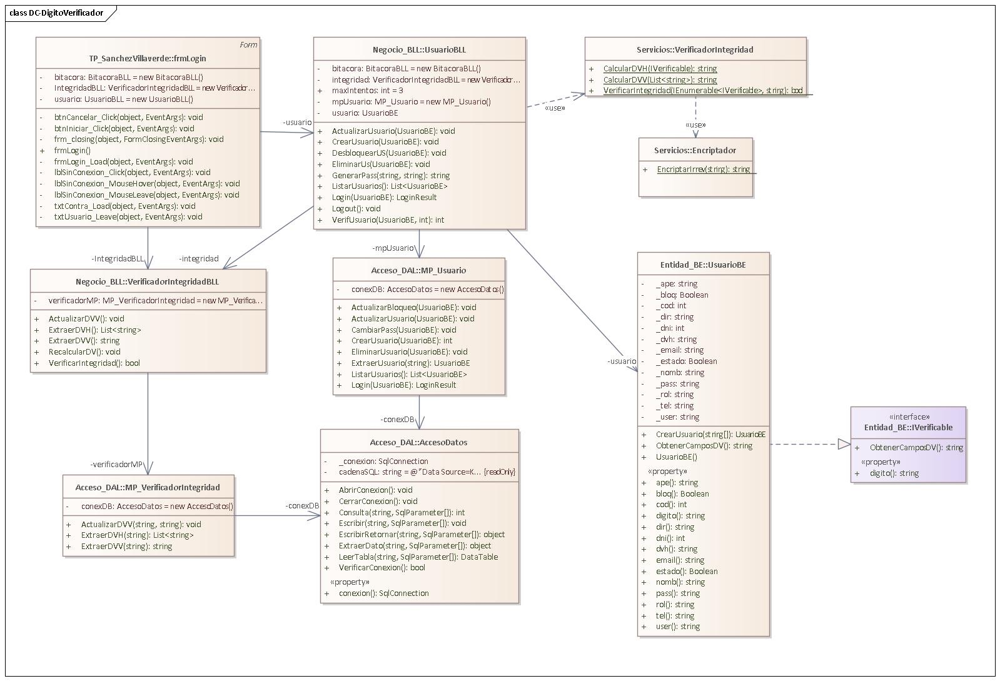 class DC-DigitoVerificador
Form
TP_SanchezVillaverde::frmLogin
- bitacora: BitacoraBLL = new BitacoraBLL()
- IntegridadBLL: VerificadorIntegridadBLL = new Verificador...
- usuario: UsuarioBLL = new UsuarioBLL()
- btnCancelar_Click(object, EventArgs): void
- btnIniciar_Click(object, EventArgs): void
- frm_closing(object, FormClosingEventArgs): void
+ frmLogin()
- frmLogin_Load(object, EventArgs): void
- lblSinConexion_Click(object, EventArgs): void
- lblSinConexion_MouseHover(object, EventArgs): void
- lblSinConexion_MouseLeave(object, EventArgs): void
- txtContra_Load(object, EventArgs): void
- txtUsuario_Leave(object, EventArgs): void
-usuario
Negocio_BLL::UsuarioBLL
- bitacora: BitacoraBLL = new BitacoraBLL()
- integridad: VerificadorIntegridadBLL = new Verificador...
+ maxIntentos: int = 3
- mpUsuario: MP_Usuario = new MP_Usuario()
- usuario: UsuarioBE
+ ActualizarUsuario(UsuarioBE): void
+ CrearUsuario(UsuarioBE): void
+ DesbloquearUS(UsuarioBE): void
+ EliminarUs(UsuarioBE): void
+ GenerarPass(string, string): string
+ ListarUsuarios(): List<UsuarioBE>
+ Login(UsuarioBE): LoginResult
+ Logout(): void
+ VerifUsuario(UsuarioBE, int): int
«use»
Servicios::VerificadorIntegridad
+ CalcularDVH(IVerificable): string
+ CalcularDVV(List<string>): string
+ VerificarIntegridad(IEnumerable<IVerificable>, string): bool
«use»
Servicios::Encriptador
+ EncriptarIrrev(string): string
-IntegridadBLL
-integridad
Negocio_BLL::VerificadorIntegridadBLL
- verificadorMP: MP_VerificadorIntegridad = new MP_Verifica...
+ ActualizarDVV(): void
+ ExtraerDVH(): List<string>
+ ExtraerDVV(): string
+ RecalcularDV(): void
+ VerificarIntegridad(): bool
-mpUsuario
Acceso_DAL::MP_Usuario
- conexDB: AccesoDatos = new AccesoDatos()
+ ActualizarBloqueo(UsuarioBE): void
+ ActualizarUsuario(UsuarioBE): void
+ CambiarPass(UsuarioBE): void
+ CrearUsuario(UsuarioBE): int
+ EliminarUsuario(UsuarioBE): void
+ ExtraerUsuario(string): UsuarioBE
+ ListarUsuarios(): List<UsuarioBE>
+ Login(UsuarioBE): LoginResult
-usuario
Entidad_BE::UsuarioBE
- _ape: string
- _bloq: Boolean
- _cod: int
- _dir: string
- _dni: int
- _dvh: string
- _email: string
- _estado: Boolean
- _nomb: string
- _pass: string
- _rol: string
- _tel: string
- _user: string
+ CrearUsuario(string[]): UsuarioBE
+ ObtenerCamposDV(): string
+ UsuarioBE()
«property»
+ ape(): string
+ bloq(): Boolean
+ cod(): int
+ digito(): string
+ dir(): string
+ dni(): int
+ dvh(): string
+ email(): string
+ estado(): Boolean
+ nomb(): string
+ pass(): string
+ rol(): string
+ tel(): string
+ user(): string
«interface»
Entidad_BE::IVerificable
+ ObtenerCamposDV(): string
«property»
+ digito(): string
-verificadorMP
Acceso_DAL::MP_VerificadorIntegridad
- conexDB: AccesoDatos = new AccesoDatos()
+ ActualizarDVV(string, string): void
+ ExtraerDVH(string): List<string>
+ ExtraerDVV(string): string
-conexDB
-conexDB
Acceso_DAL::AccesoDatos
- _conexion: SqlConnection
- cadenaSQL: string = @"Data Source=K... {readOnly}
+ AbrirConexion(): void
+ CerrarConexion(): void
+ Consulta(string, SqlParameter[]): int
+ Escribir(string, SqlParameter[]): void
+ EscribirRetornar(string, SqlParameter[]): object
+ ExtraerDato(string, SqlParameter[]): object
+ LeerTabla(string, SqlParameter[]): DataTable
+ VerificarConexion(): bool
«property»
+ conexion(): SqlConnection